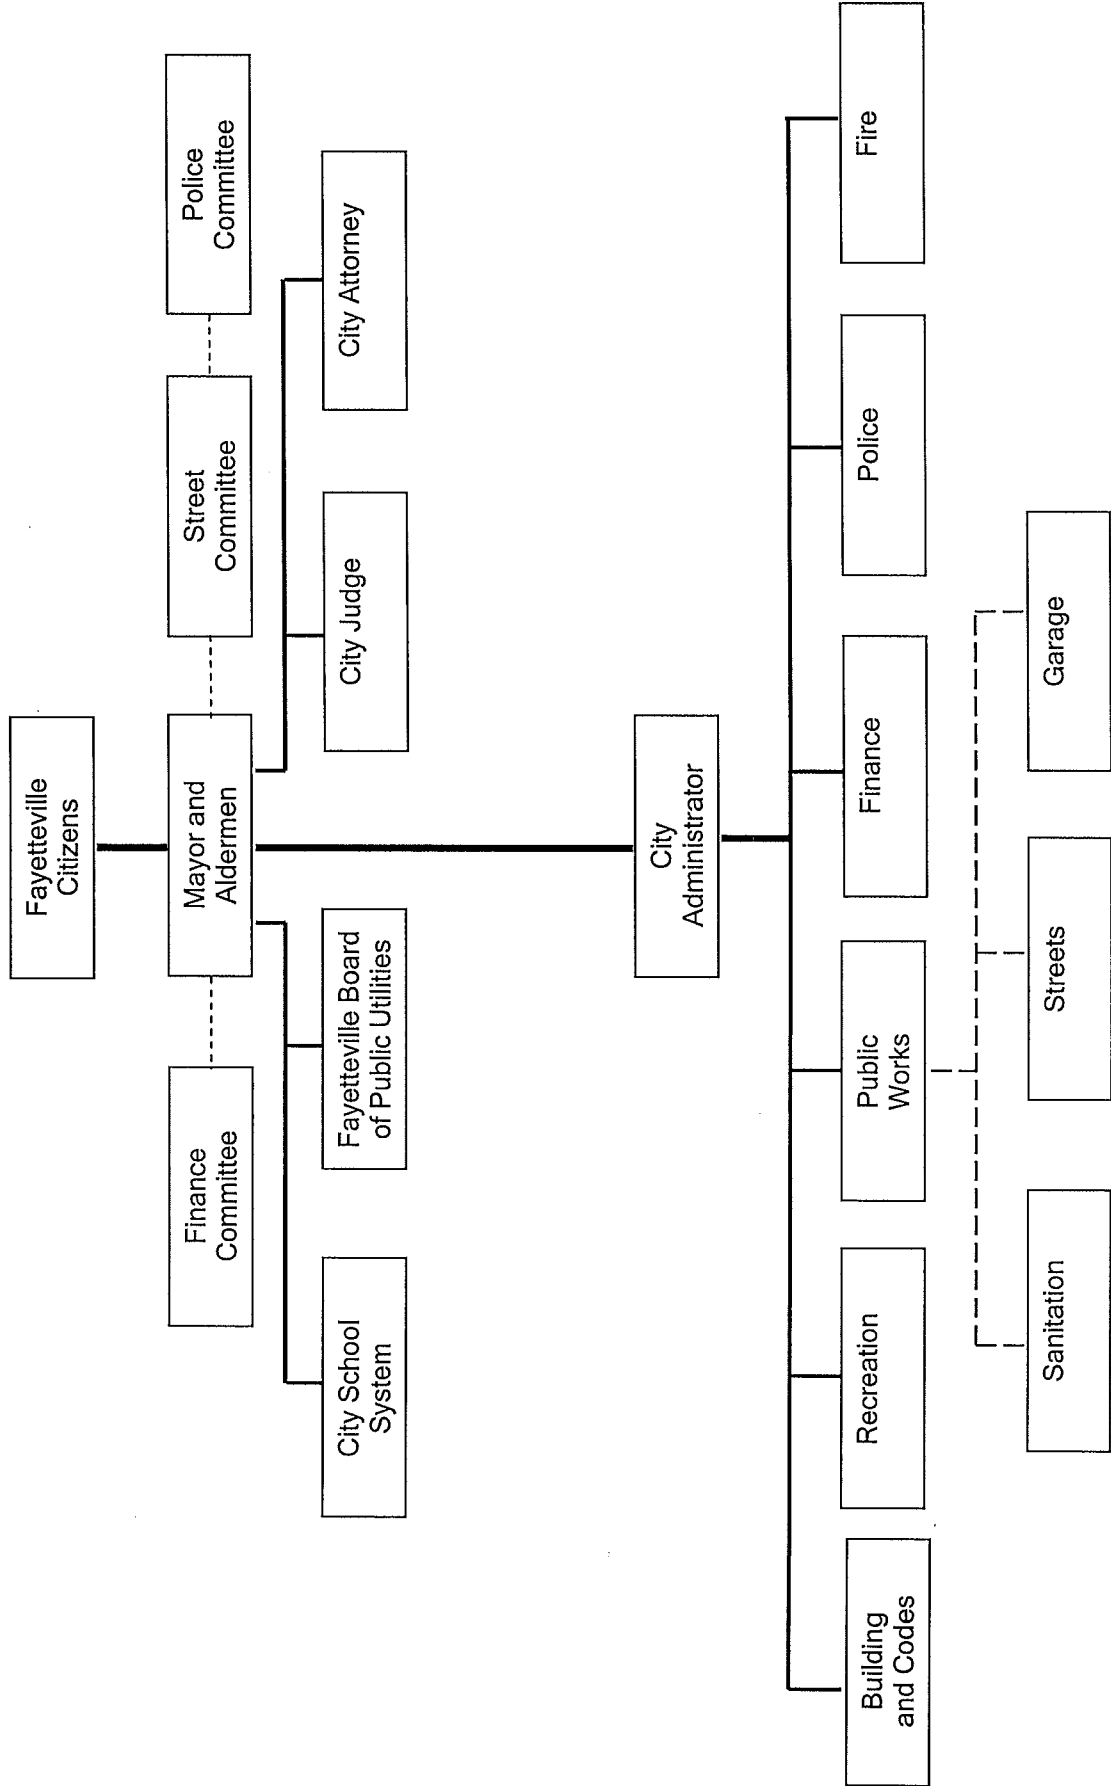 Fayetteville
Citizens
Finance
Committee
Mayor and
Aldermen
Street
Committee
Police
Committee
City School
System
Fayetteville Board
of Public Utilities
City Judge
City Attorney
City
Administrator
Building
and Codes
Recreation
Public
Works
Finance
Police
Fire
Sanitation
Streets
Garage